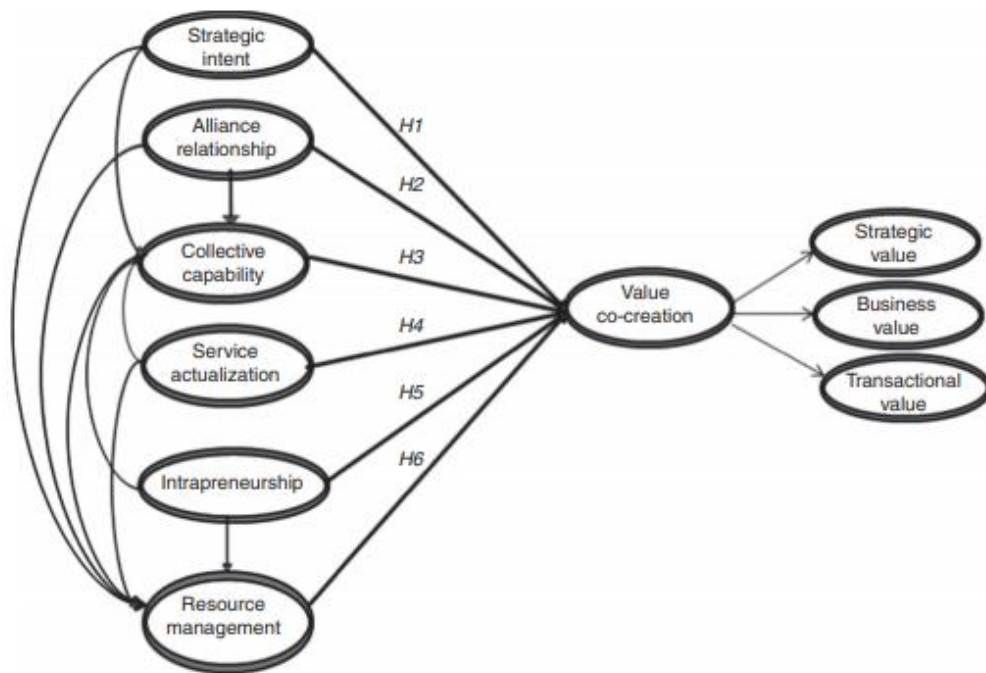 Strategic
intent
Alliance
relationship
Collective
capability
Service
actualization
Intrapreneurship
Resource
management
H1
H2
H3
H4
H5
H6
Value
co-creation
Strategic
value
Business
value
Transactional
value